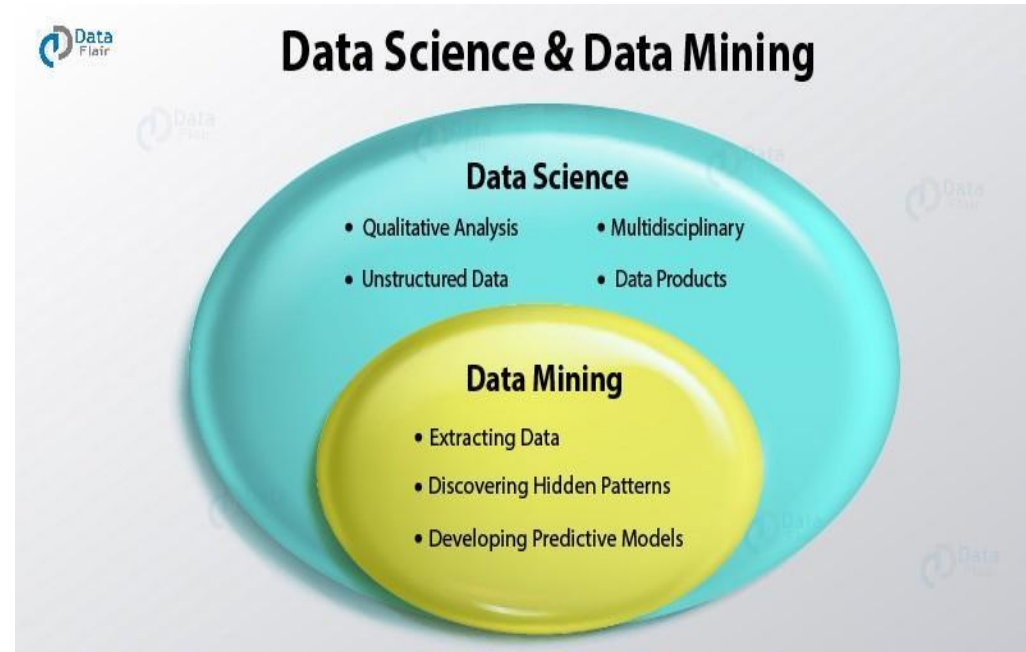 Data
Flair
Data Science & Data Mining
Data Science
• Qualitative Analysis
• Multidisciplinary
• Unstructured Data
• Data Products
Data Mining
• Extracting Data
• Discovering Hidden Patterns
• Developing Predictive Models